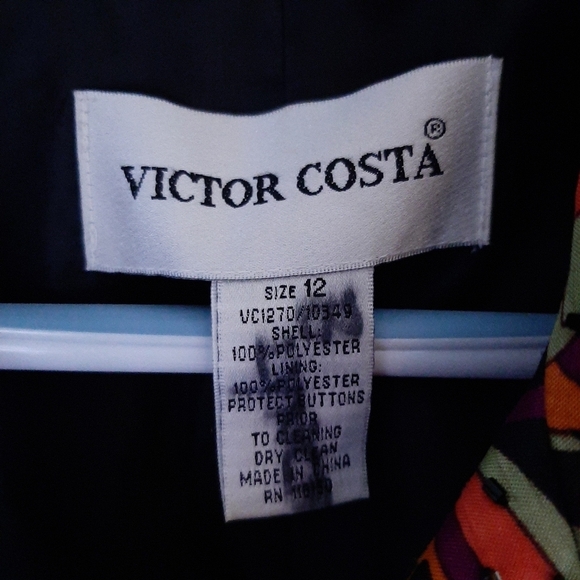 VICTOR COSTA®
SIZE 12
VC1270/10349
SHELL:
100%POLYESTER
LINING:
100%POLYESTER
PROTECT BUTTONS
PRIOR
TO CLEANING
DRY CLEAN
MADE IN CHINA
RN